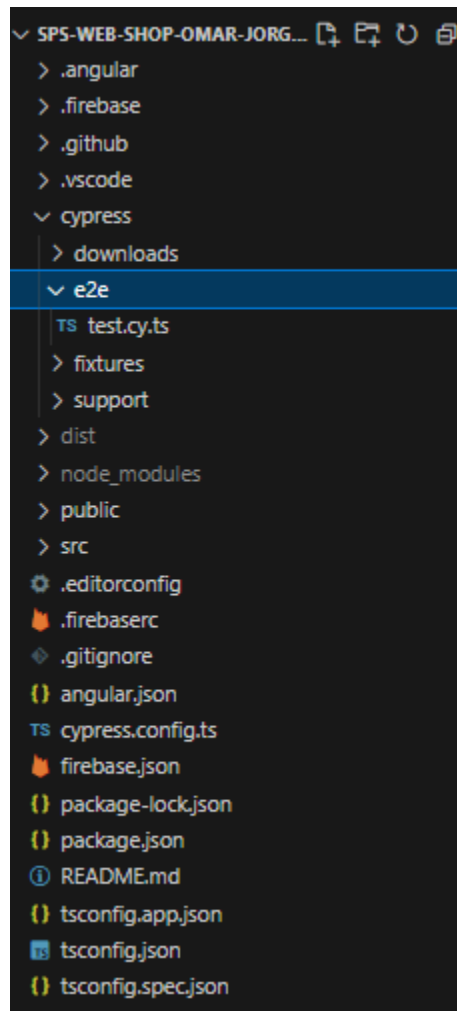 SPS-WEB-SHOP-OMAR-JORG...
.angular
.firebase
.github
.vscode
cypress
downloads
e2e
TS test.cy.ts
fixtures
support
dist
node_modules
public
src
.editorconfig
.firebaserc
.gitignore
{} angular.json
TS cypress.config.ts
firebase.json
{} package-lock.json
{} package.json
README.md
{} tsconfig.app.json
TS tsconfig.json
{} tsconfig.spec.json